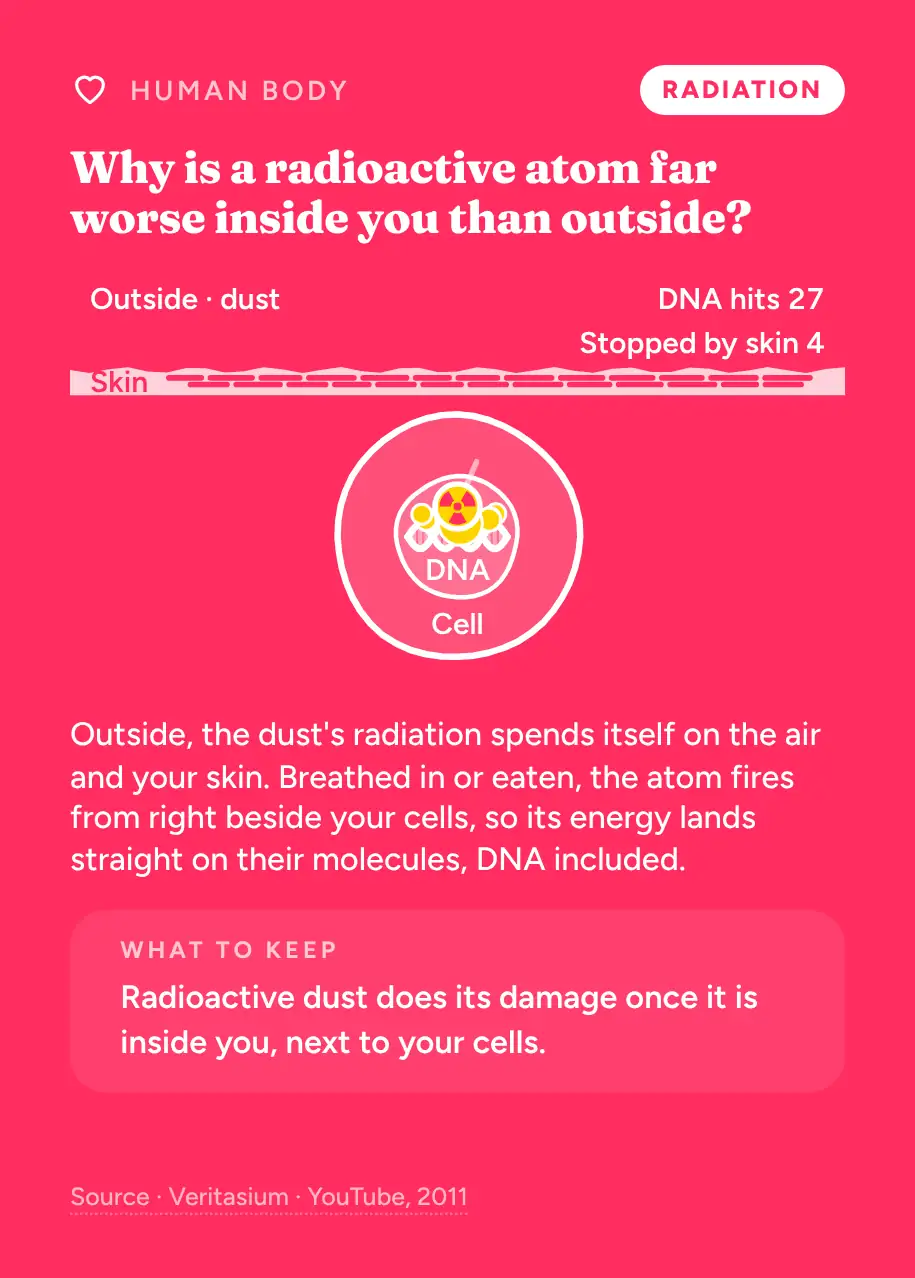 HUMAN BODY
RADIATION
Why is a radioactive atom far
worse inside you than outside?
Outside · dust
DNA hits 27
Stopped by skin 4
Skin
DNA
Cell
Outside, the dust's radiation spends itself on the air
and your skin. Breathed in or eaten, the atom fires
from right beside your cells, so its energy lands
straight on their molecules, DNA included.
WHAT TO KEEP
Radioactive dust does its damage once it is
inside you, next to your cells.
Source · Veritasium · YouTube, 2011